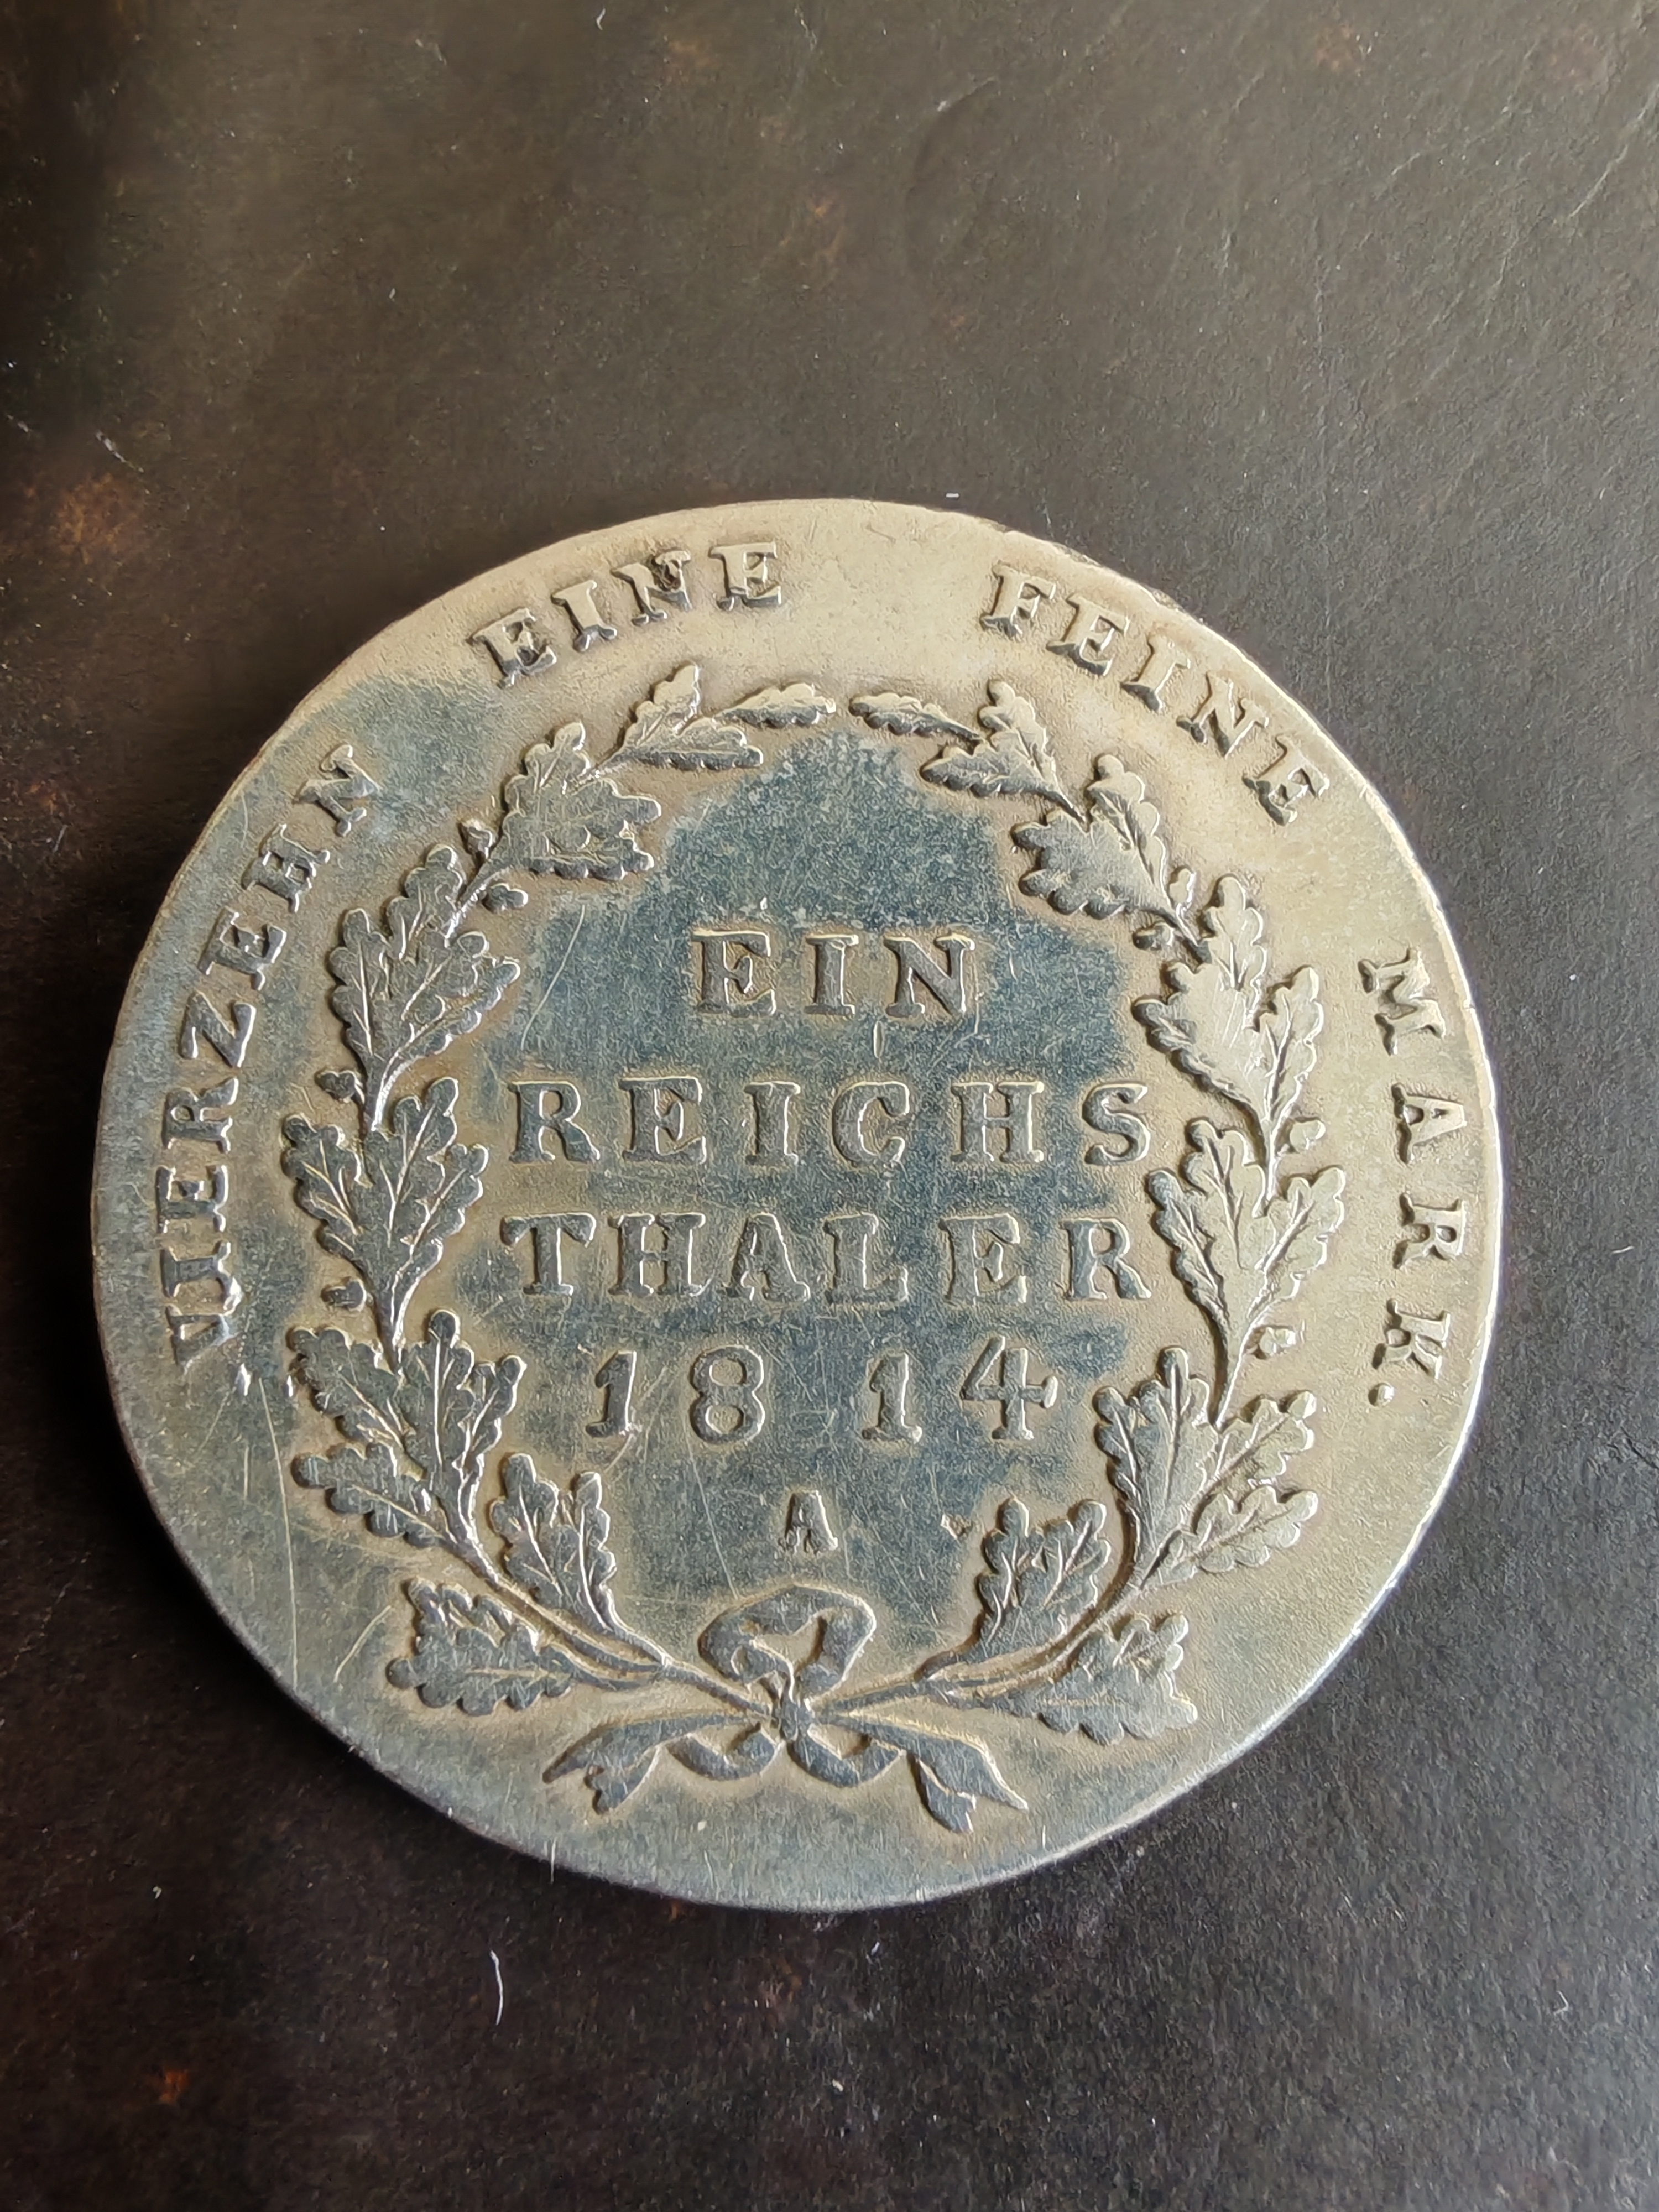 VIERZEHN EINE FEINE MARK.
EIN
REICHS
THALER
1814
A